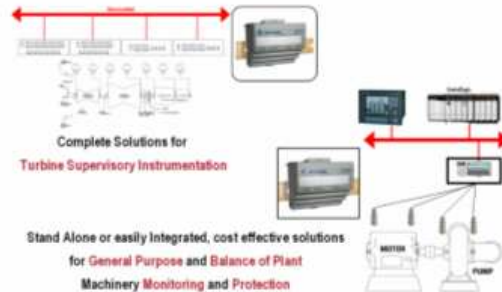 Complete Solutions for
Turbine Supervisory Instrumentation
Stand Alone or easily Integrated, cost effective solutions
for General Purpose and Balance of Plant
Machinery Monitoring and Protection
MOTOR
PUMP